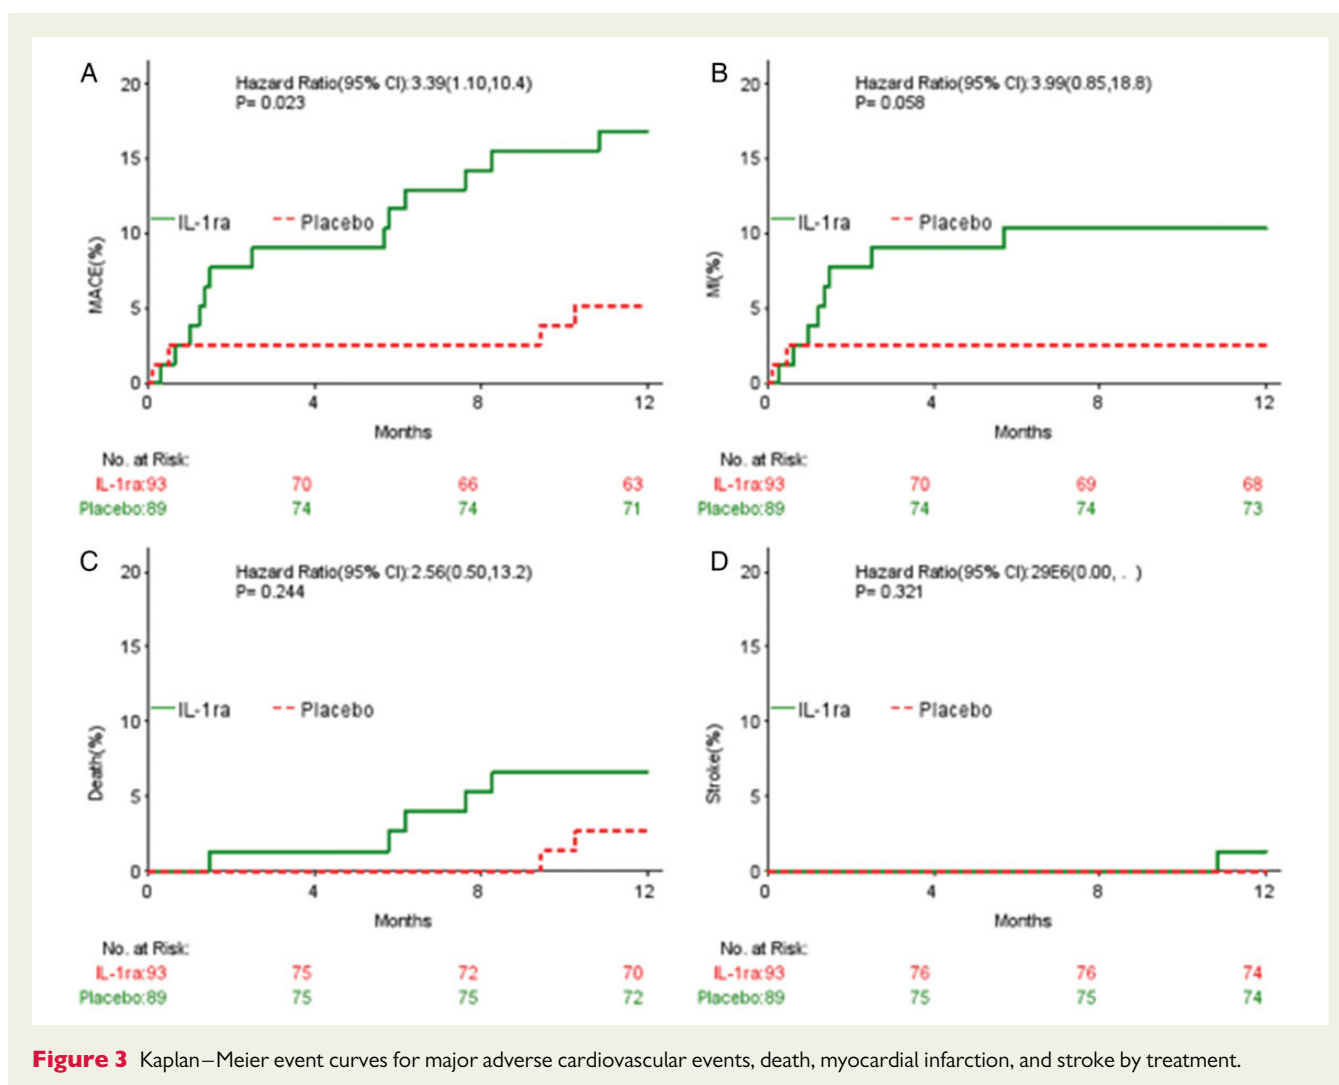 A
Hazard Ratio(95% CI):3.39(1.10,10.4)
P= 0.023
20
15
10
5
0
MACE(%)
IL-1ra
Placebo
0 4 8 12
Months
No. at Risk:
IL-1ra:93 70 66 63
Placebo:89 74 74 71
B
Hazard Ratio(95% CI):3.99(0.85,18.8)
P= 0.058
20
15
10
5
0
MI(%)
IL-1ra
Placebo
0 4 8 12
Months
No. at Risk:
IL-1ra:93 70 69 68
Placebo:89 74 74 73
C
Hazard Ratio(95% CI):2.56(0.50,13.2)
P= 0.244
20
15
10
5
0
Death(%)
IL-1ra
Placebo
0 4 8 12
Months
No. at Risk:
IL-1ra:93 75 72 70
Placebo:89 75 75 72
D
Hazard Ratio(95% CI):29E6(0.00, . )
P= 0.321
20
15
10
5
0
Stroke(%)
IL-1ra
Placebo
0 4 8 12
Months
No. at Risk:
IL-1ra:93 76 76 74
Placebo:89 75 75 74
Figure 3 Kaplan–Meier event curves for major adverse cardiovascular events, death, myocardial infarction, and stroke by treatment.